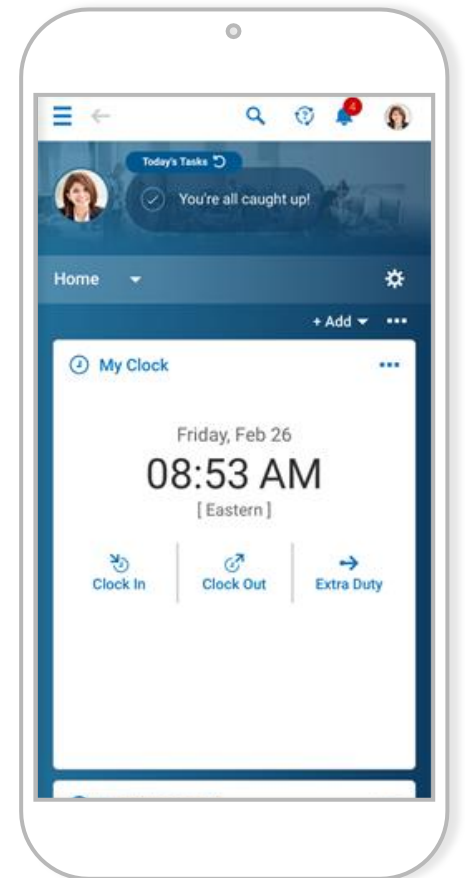 4
Today's Tasks
You're all caught up!
Home
+ Add
My Clock
Friday, Feb 26
08:53 AM
[ Eastern ]
Clock In Clock Out Extra Duty